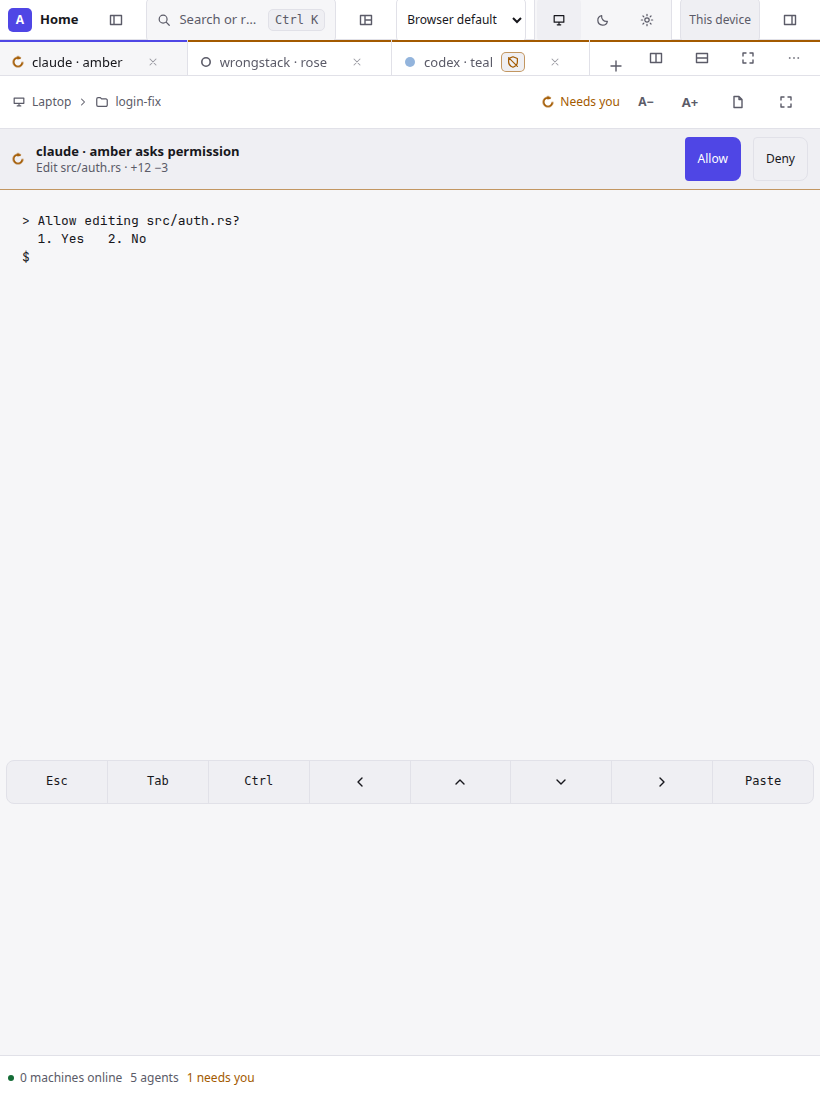 A Home Search or r... Ctrl K Browser default This device
claude · amber × wrongstack · rose × codex · teal × + ...
Laptop > login-fix Needs you A− A+
claude · amber asks permission
Edit src/auth.rs · +12 −3
Allow Deny
> Allow editing src/auth.rs?
1. Yes 2. No
$
Esc Tab Ctrl Paste
0 machines online 5 agents 1 needs you